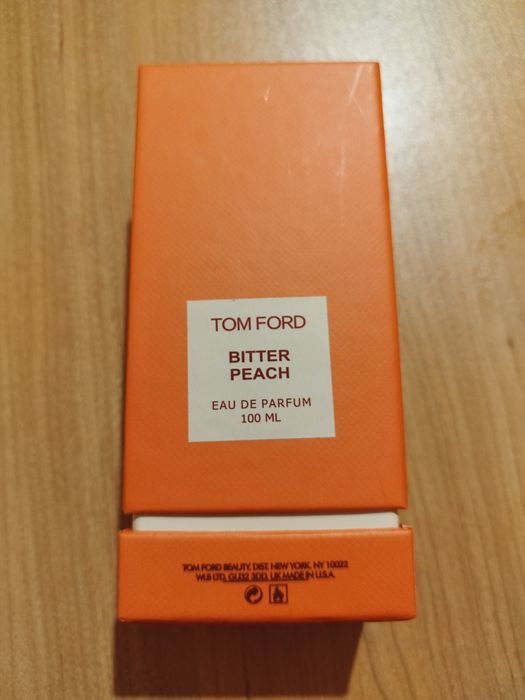 TOM FORD
BITTER
PEACH
EAU DE PARFUM
100 ML
TOM FORD BEAUTY, DIST. NEW YORK, NY 10022
WLB LTD, GU32 3DD, UK MADE IN U.S.A.